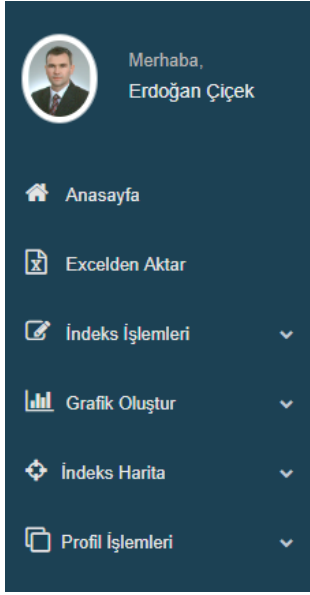 Merhaba,
Erdoğan Çiçek
Anasayfa
Excelden Aktar
İndeks İşlemleri
Grafik Oluştur
İndeks Harita
Profil İşlemleri